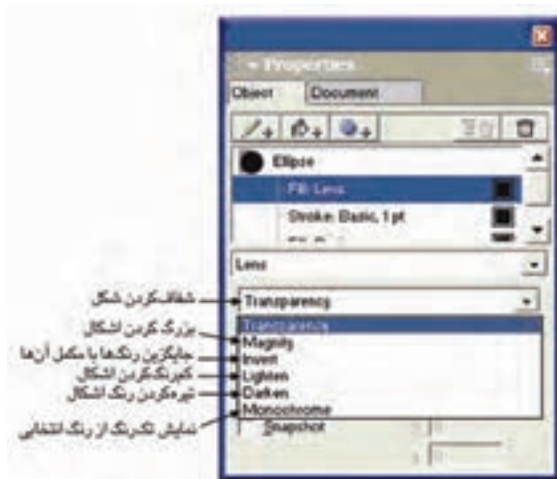 Properties
Object Document
Ellipse
Fill: Lens
Stroke: Basic, 1 pt
Lens
شفاف‌کردن شکل
Transparency
Transparency
بزرگ کردن اشکال
Magnify
جایگزین رنگ‌ها با مکمل آن‌ها
Invert
کم‌رنگ‌کردن اشکال
Lighten
تیره‌کردن رنگ اشکال
Darken
نمایش تک‌رنگ از رنگ انتخابی
Monochrome
Snapshot